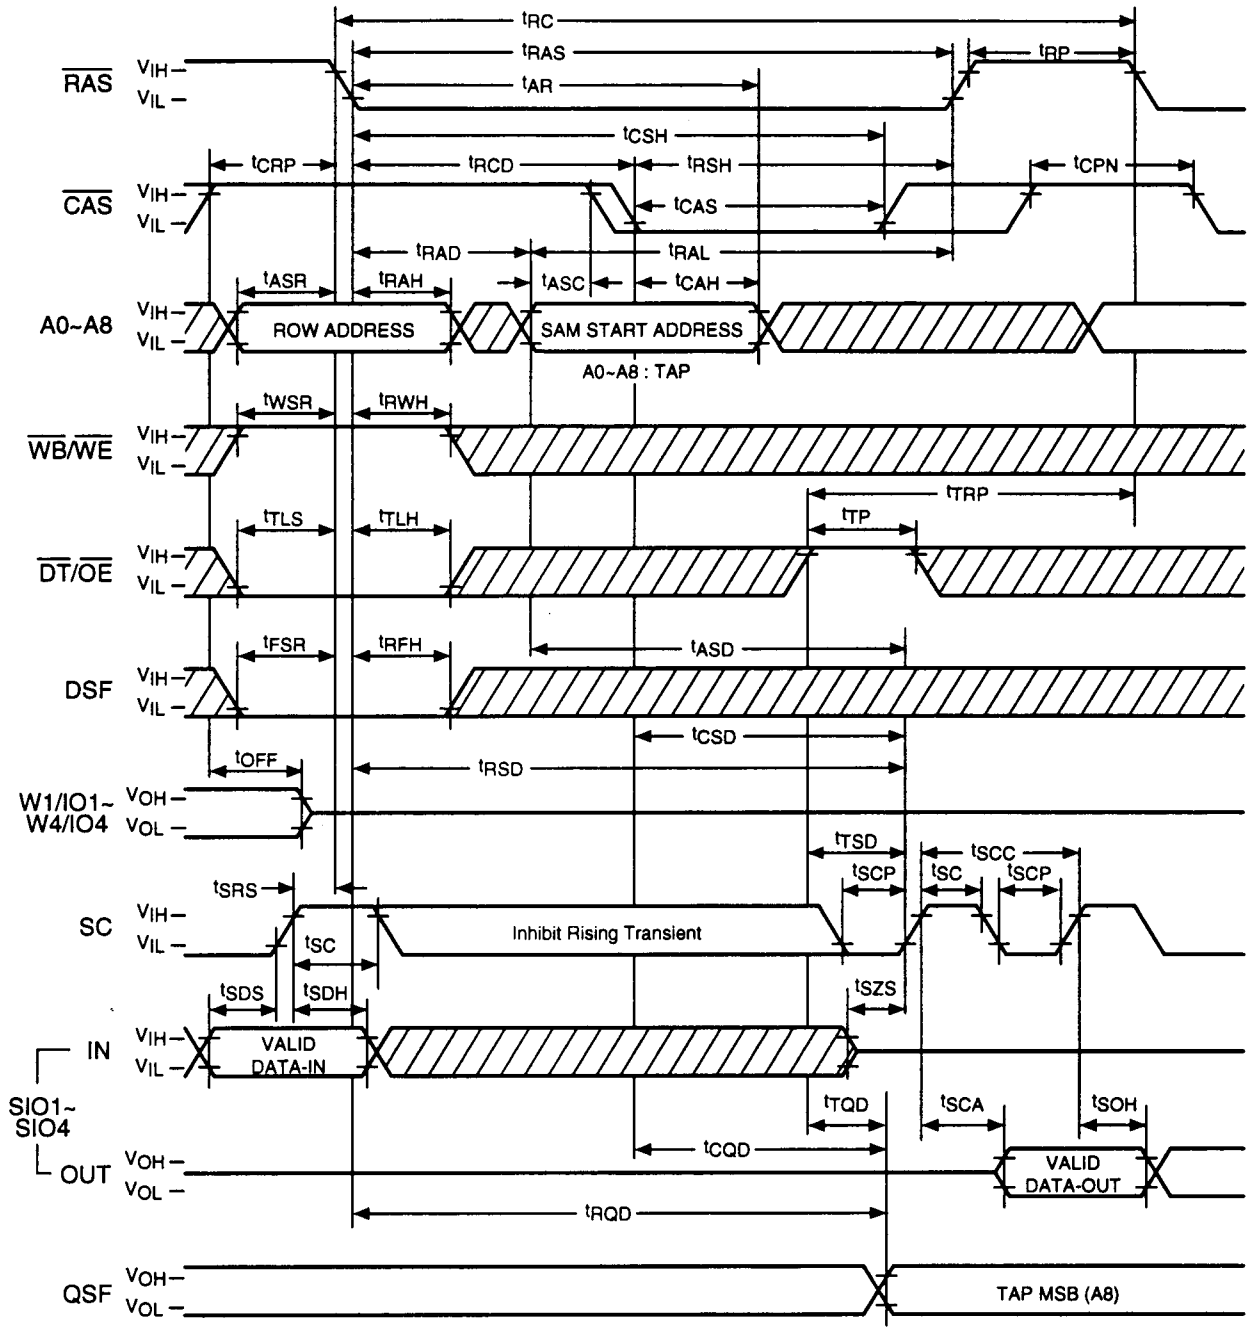 tRC
tRAS
tRP
RAS
VIH
VIL
tAR
tCSH
tCRP
tRCD
tRSH
tCPN
CAS
VIH
VIL
tCAS
tRAD
tRAL
tASR
tRAH
tASC
tCAH
A0~A8
VIH
VIL
ROW ADDRESS
SAM START ADDRESS
A0~A8 : TAP
tWSR
tRWH
WB/WE
VIH
VIL
tTRP
tTLS
tTLH
tTP
DT/OE
VIH
VIL
tFSR
tRFH
tASD
DSF
VIH
VIL
tCSD
tOFF
tRSD
W1/IO1~
W4/IO4
VOH
VOL
tTSD
tSCC
tSRS
tSCP
tSC
tSCP
SC
VIH
VIL
tSC
Inhibit Rising Transient
tSDS
tSDH
tSZS
IN
VIH
VIL
VALID
DATA-IN
SIO1~
SIO4
tTQD
tSCA
tSOH
tCQD
OUT
VOH
VOL
VALID
DATA-OUT
tRQD
QSF
VOH
VOL
TAP MSB (A8)